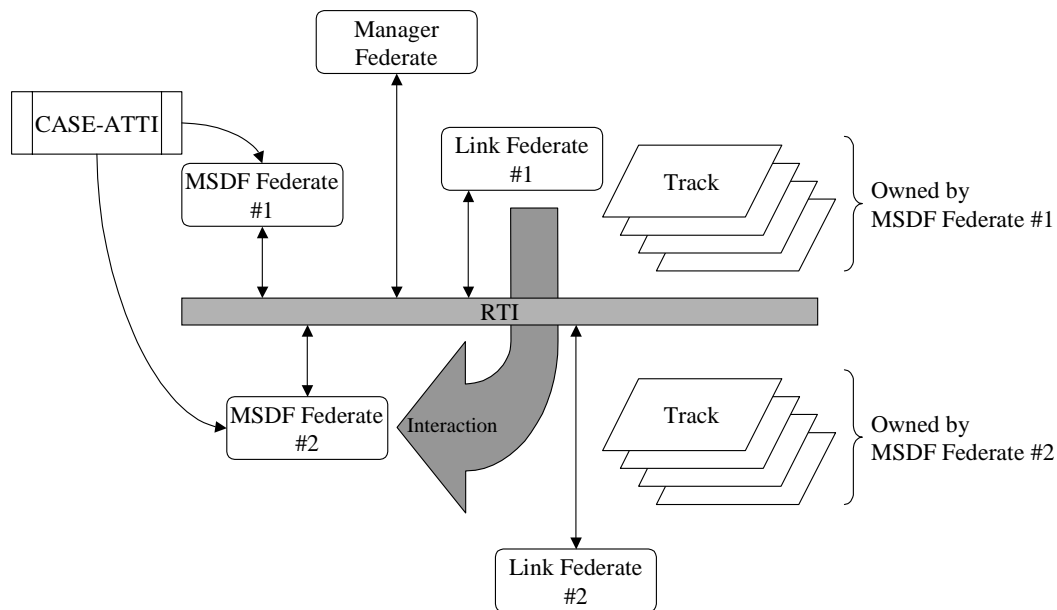 Manager
Federate
CASE-ATTI
MSDF Federate
#1
Link Federate
#1
Track
Owned by
MSDF Federate #1
RTI
MSDF Federate
#2
Interaction
Track
Owned by
MSDF Federate #2
Link Federate
#2